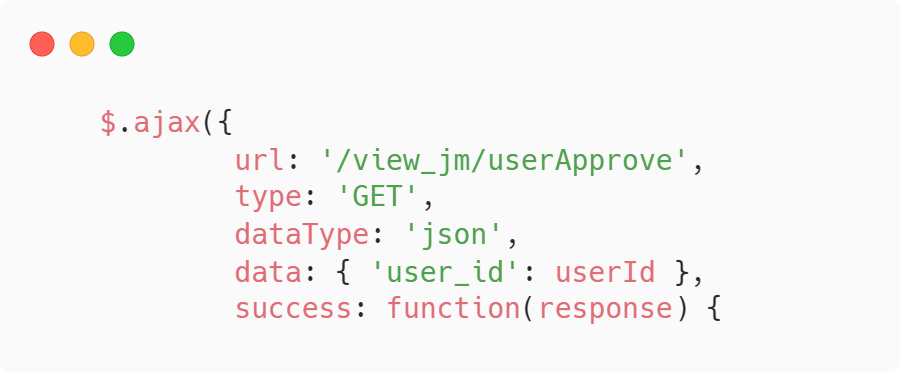 $.ajax({
url: '/view_jm/userApprove',
type: 'GET',
dataType: 'json',
data: { 'user_id': userId },
success: function(response) {